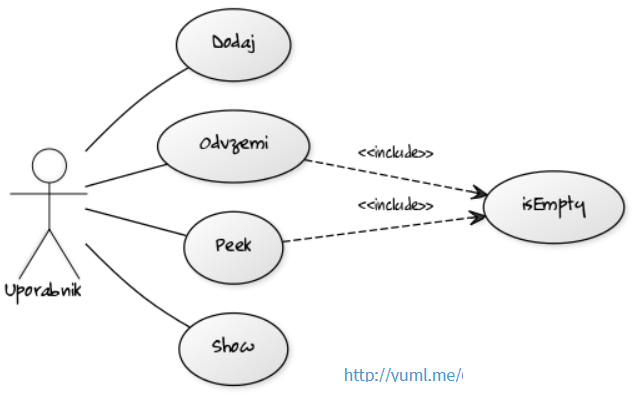 Dodaj
Odvzemi
<<include>>
isEmpty
<<include>>
Peek
Uporabnik
Show
http://yuml.me/